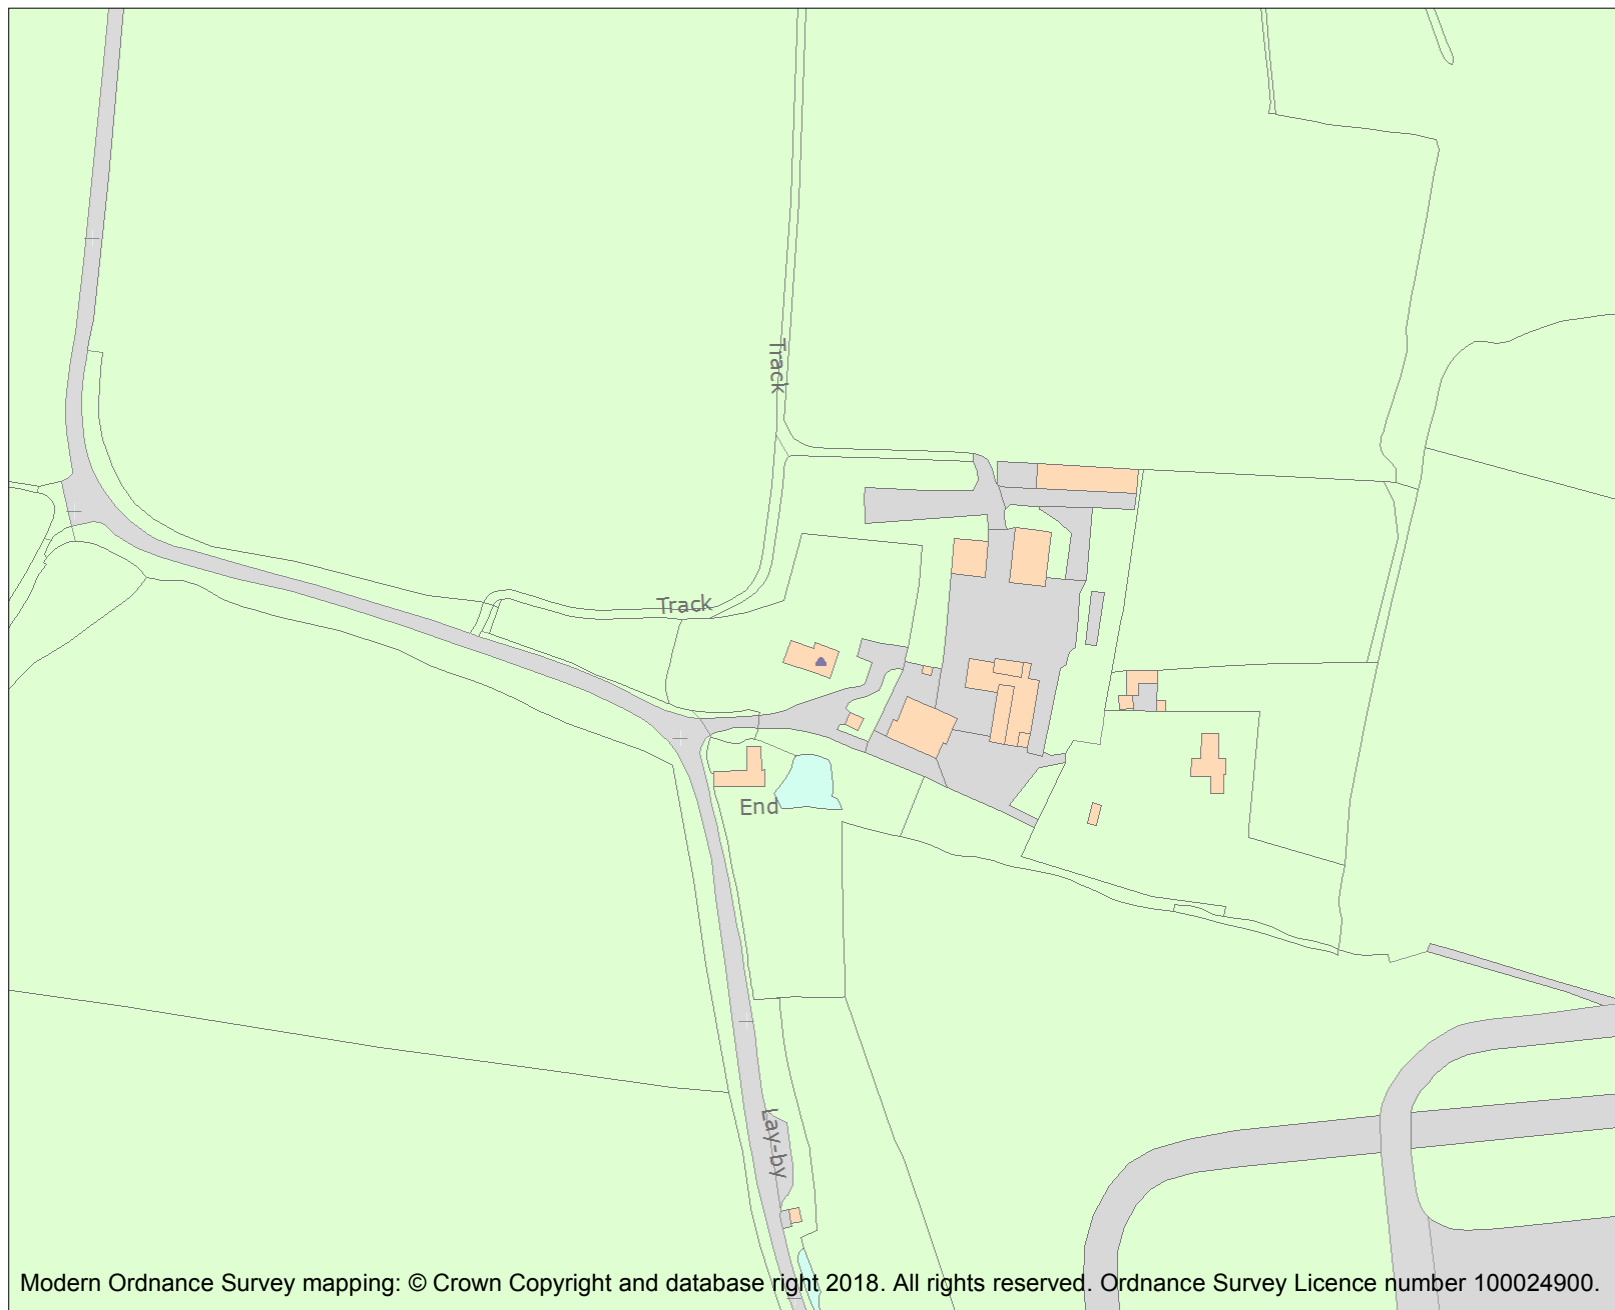 Track
Track
End
Lay-by
Modern Ordnance Survey mapping: © Crown Copyright and database right 2018. All rights reserved. Ordnance Survey Licence number 100024900.